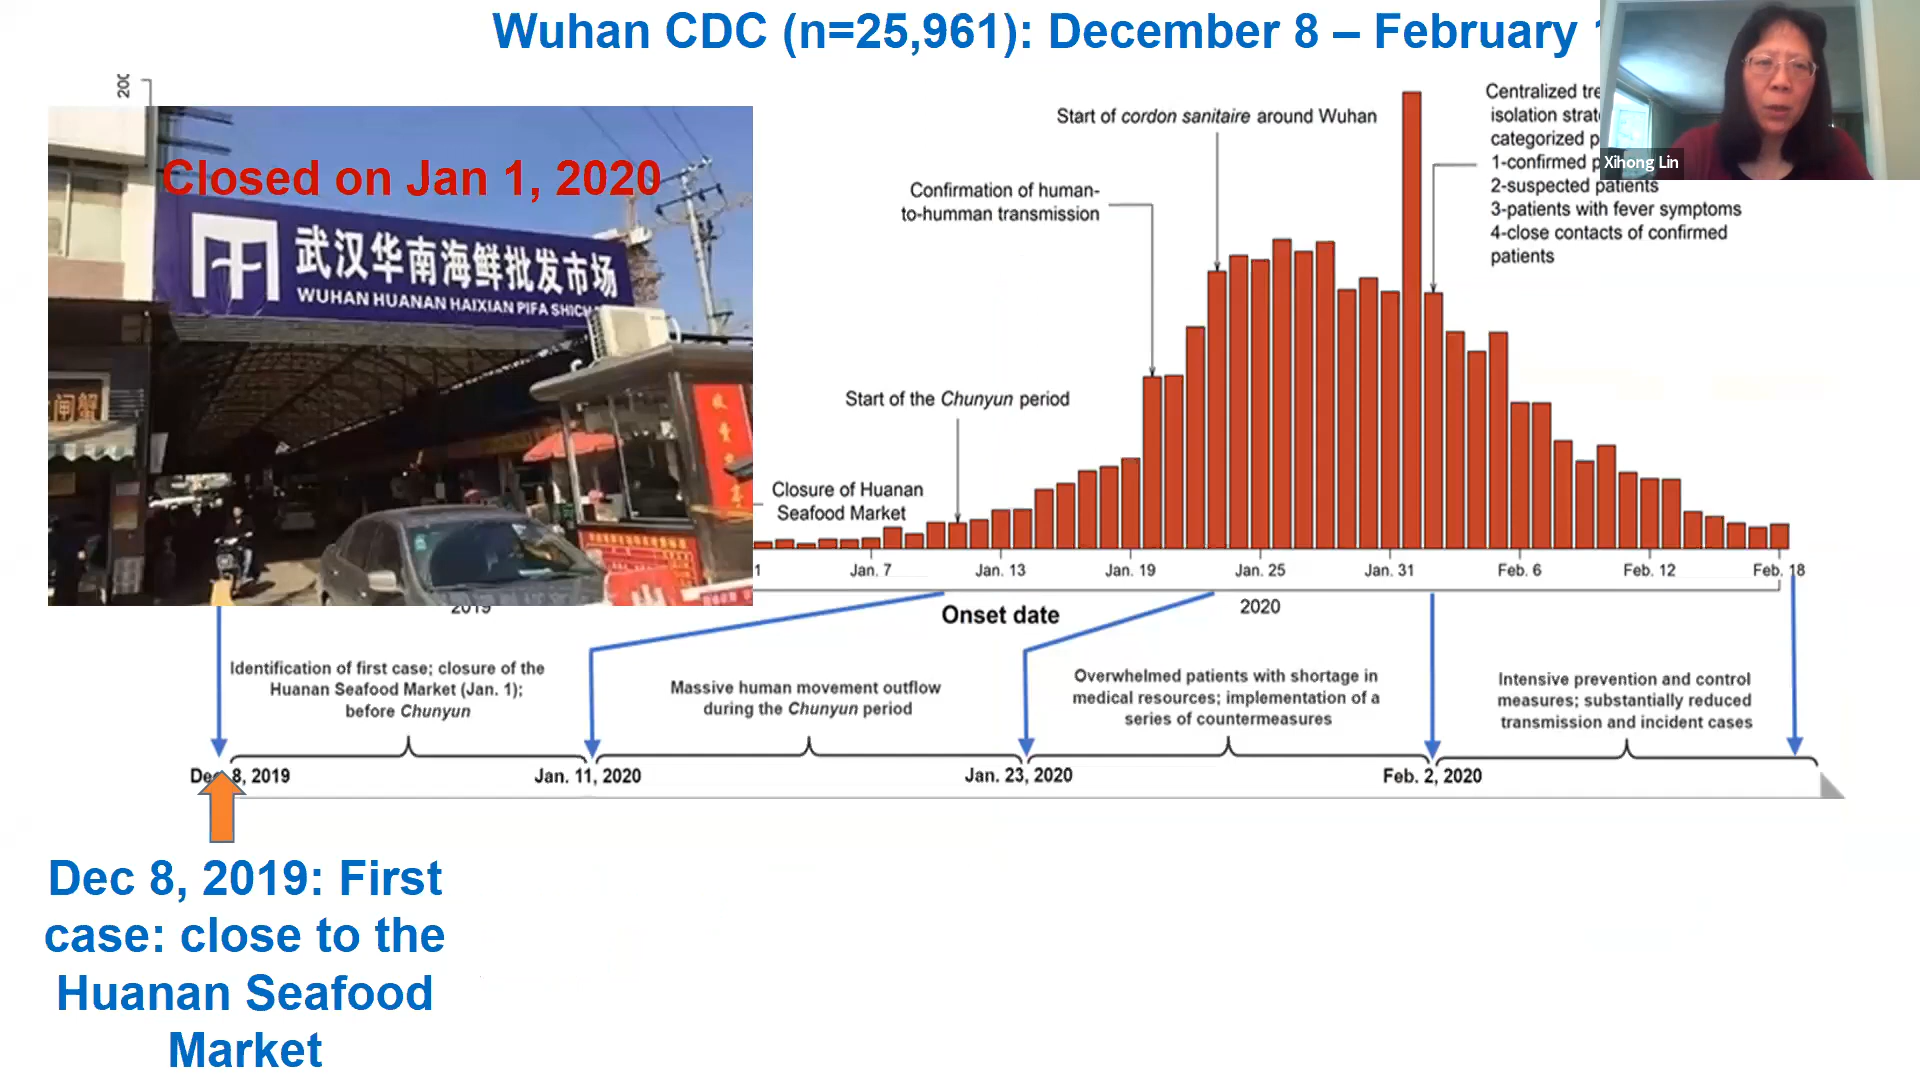 Wuhan CDC (n=25,961): December 8 – February
200
Closed on Jan 1, 2020
武汉华南海鲜批发市场
WUHAN HUANAN HAIXIAN PIFA SHICH
闸蟹
Start of cordon sanitaire around Wuhan
Confirmation of human-
to-humman transmission
Start of the Chunyun period
Closure of Huanan
Seafood Market
Centralized tre
isolation strat
categorized p
1-confirmed p
2-suspected patients
3-patients with fever symptoms
4-close contacts of confirmed
patients
Xihong Lin
1 Jan. 7 Jan. 13 Jan. 19 Jan. 25 Jan. 31 Feb. 6 Feb. 12 Feb. 18
2019 2020
Onset date
Identification of first case; closure of the
Huanan Seafood Market (Jan. 1);
before Chunyun
Massive human movement outflow
during the Chunyun period
Overwhelmed patients with shortage in
medical resources; implementation of a
series of countermeasures
Intensive prevention and control
measures; substantially reduced
transmission and incident cases
Dec. 8, 2019 Jan. 11, 2020 Jan. 23, 2020 Feb. 2, 2020
Dec 8, 2019: First
case: close to the
Huanan Seafood
Market